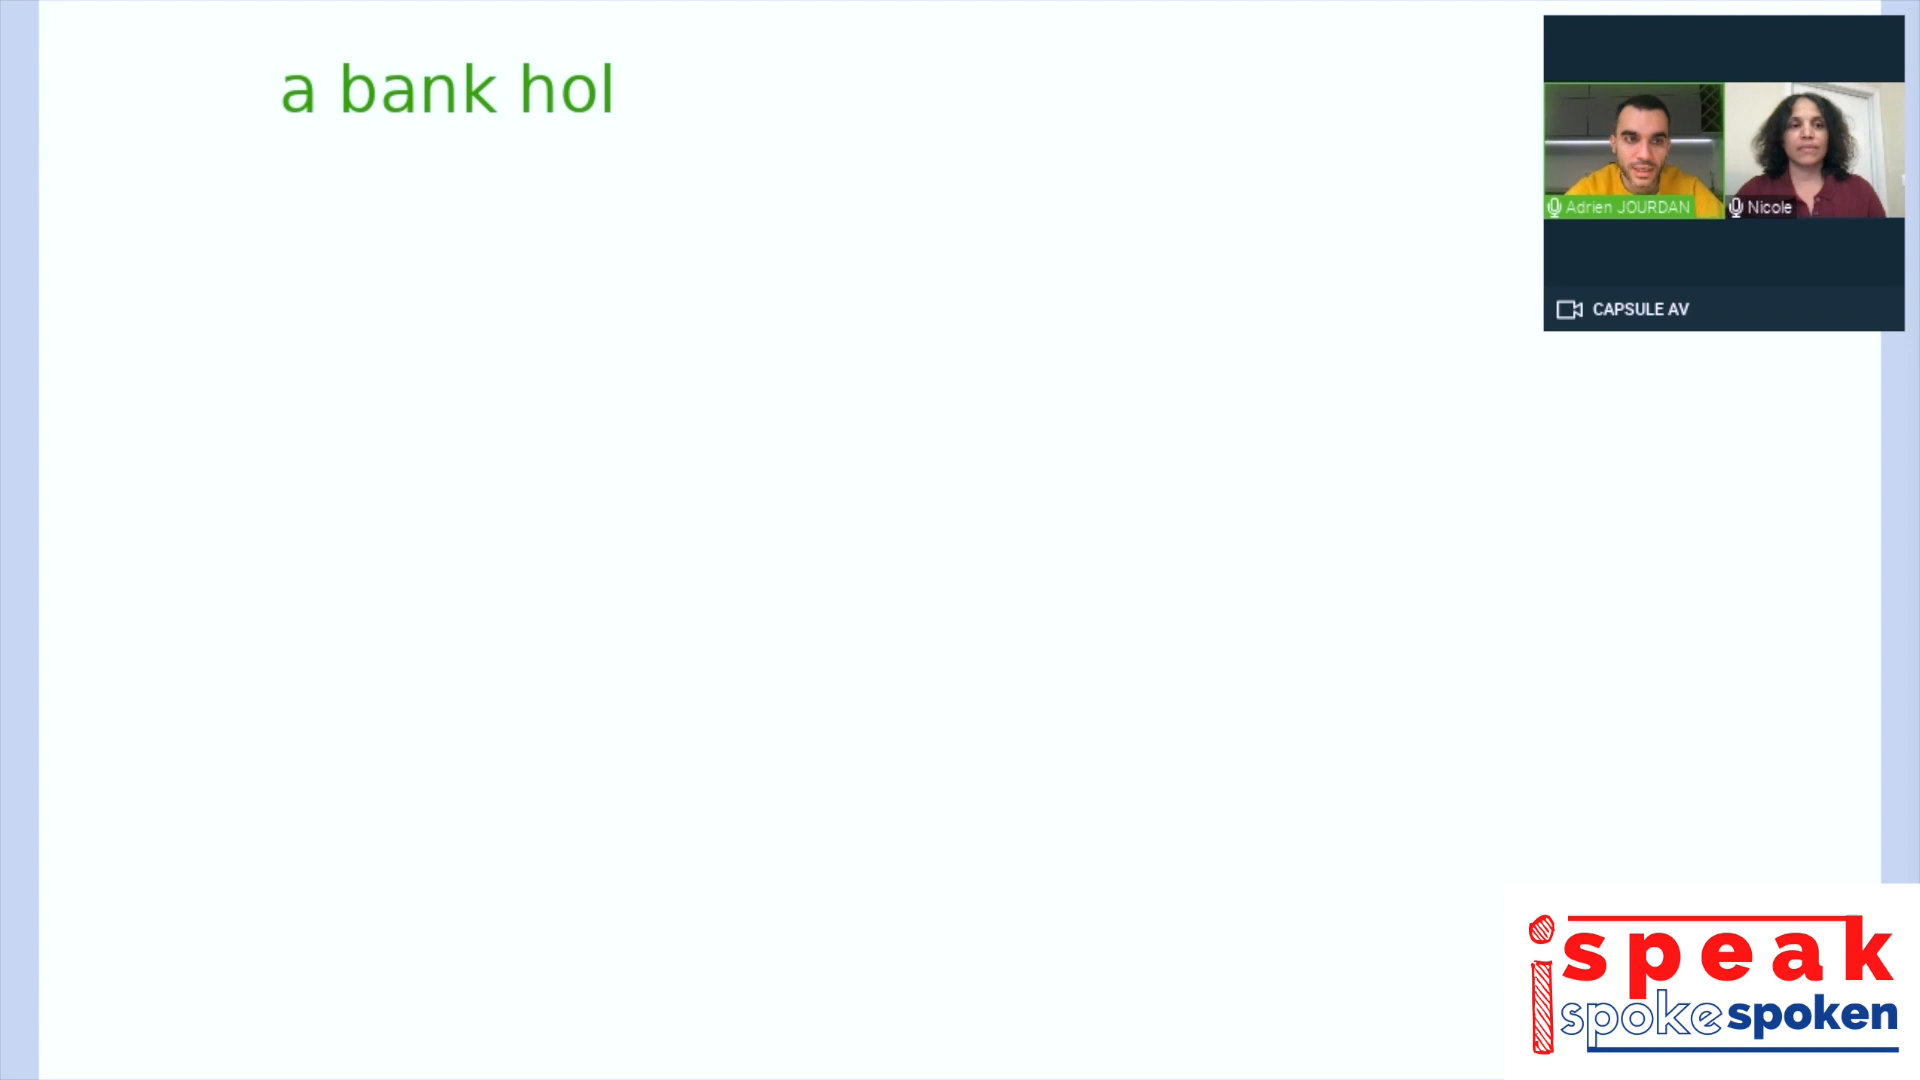 a bank hol
Adrien JOURDAN
Nicole
CAPSULE AV
i speak
spoke spoken